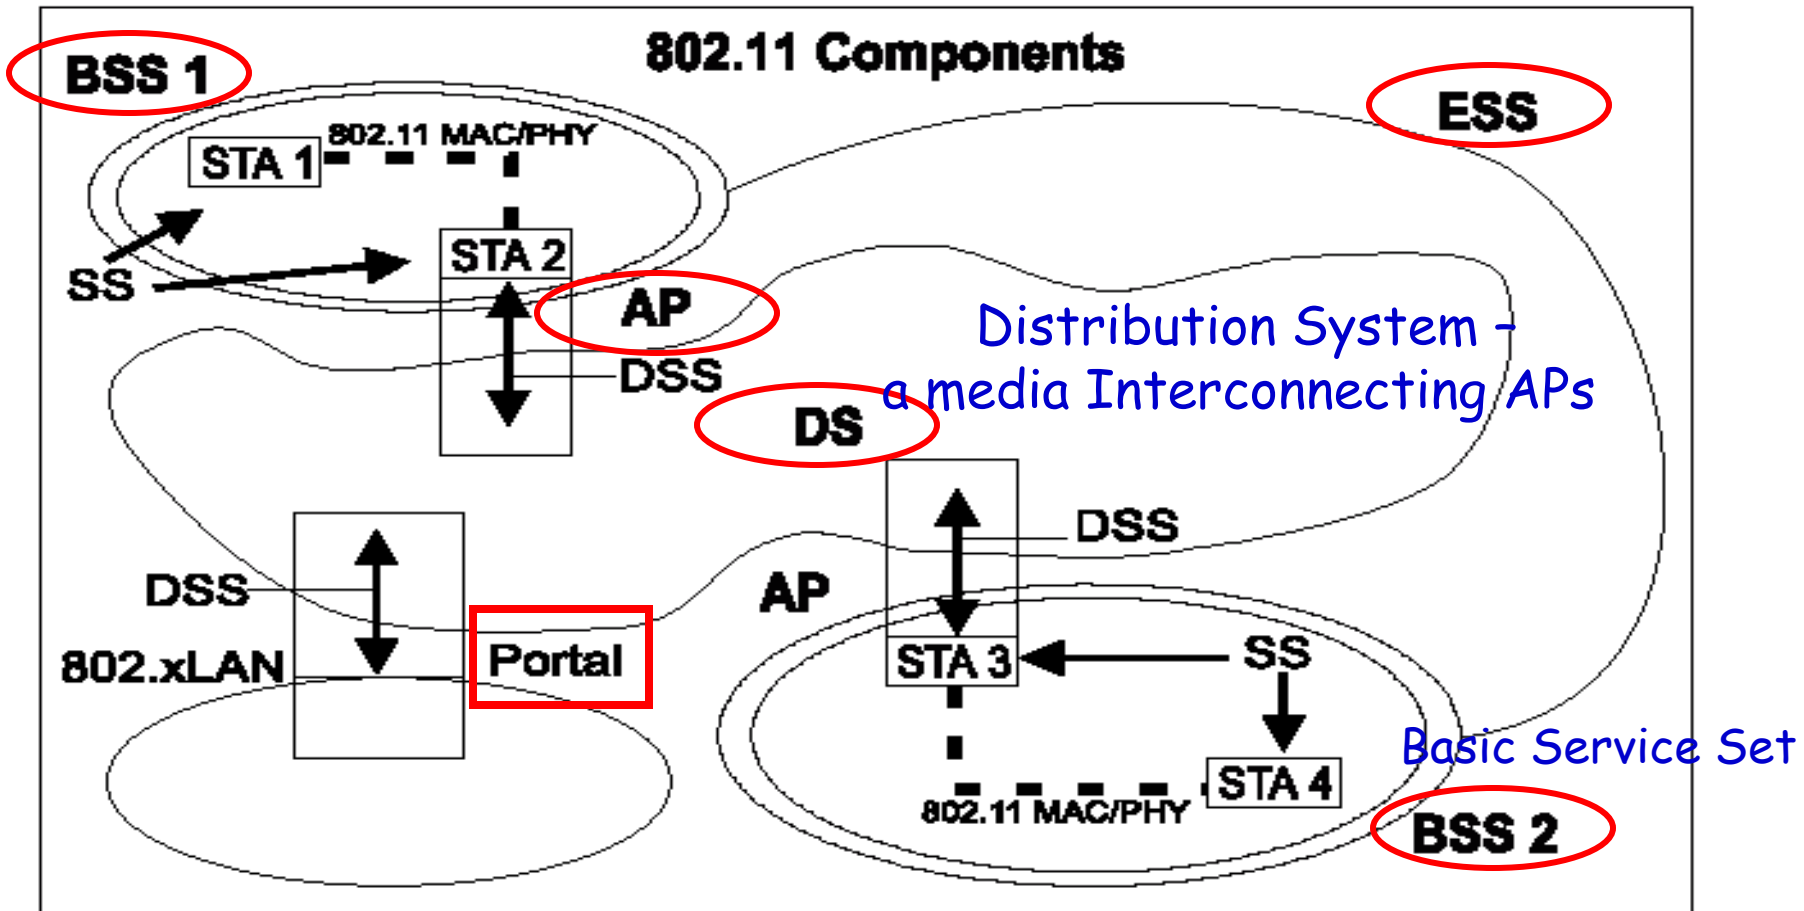 802.11 Components
BSS 1
ESS
802.11 MAC/PHY
STA 1
STA 2
SS
AP
Distribution System -
a media Interconnecting APs
DSS
DS
DSS
DSS
AP
802.xLAN
Portal
STA 3
SS
Basic Service Set
STA 4
802.11 MAC/PHY
BSS 2